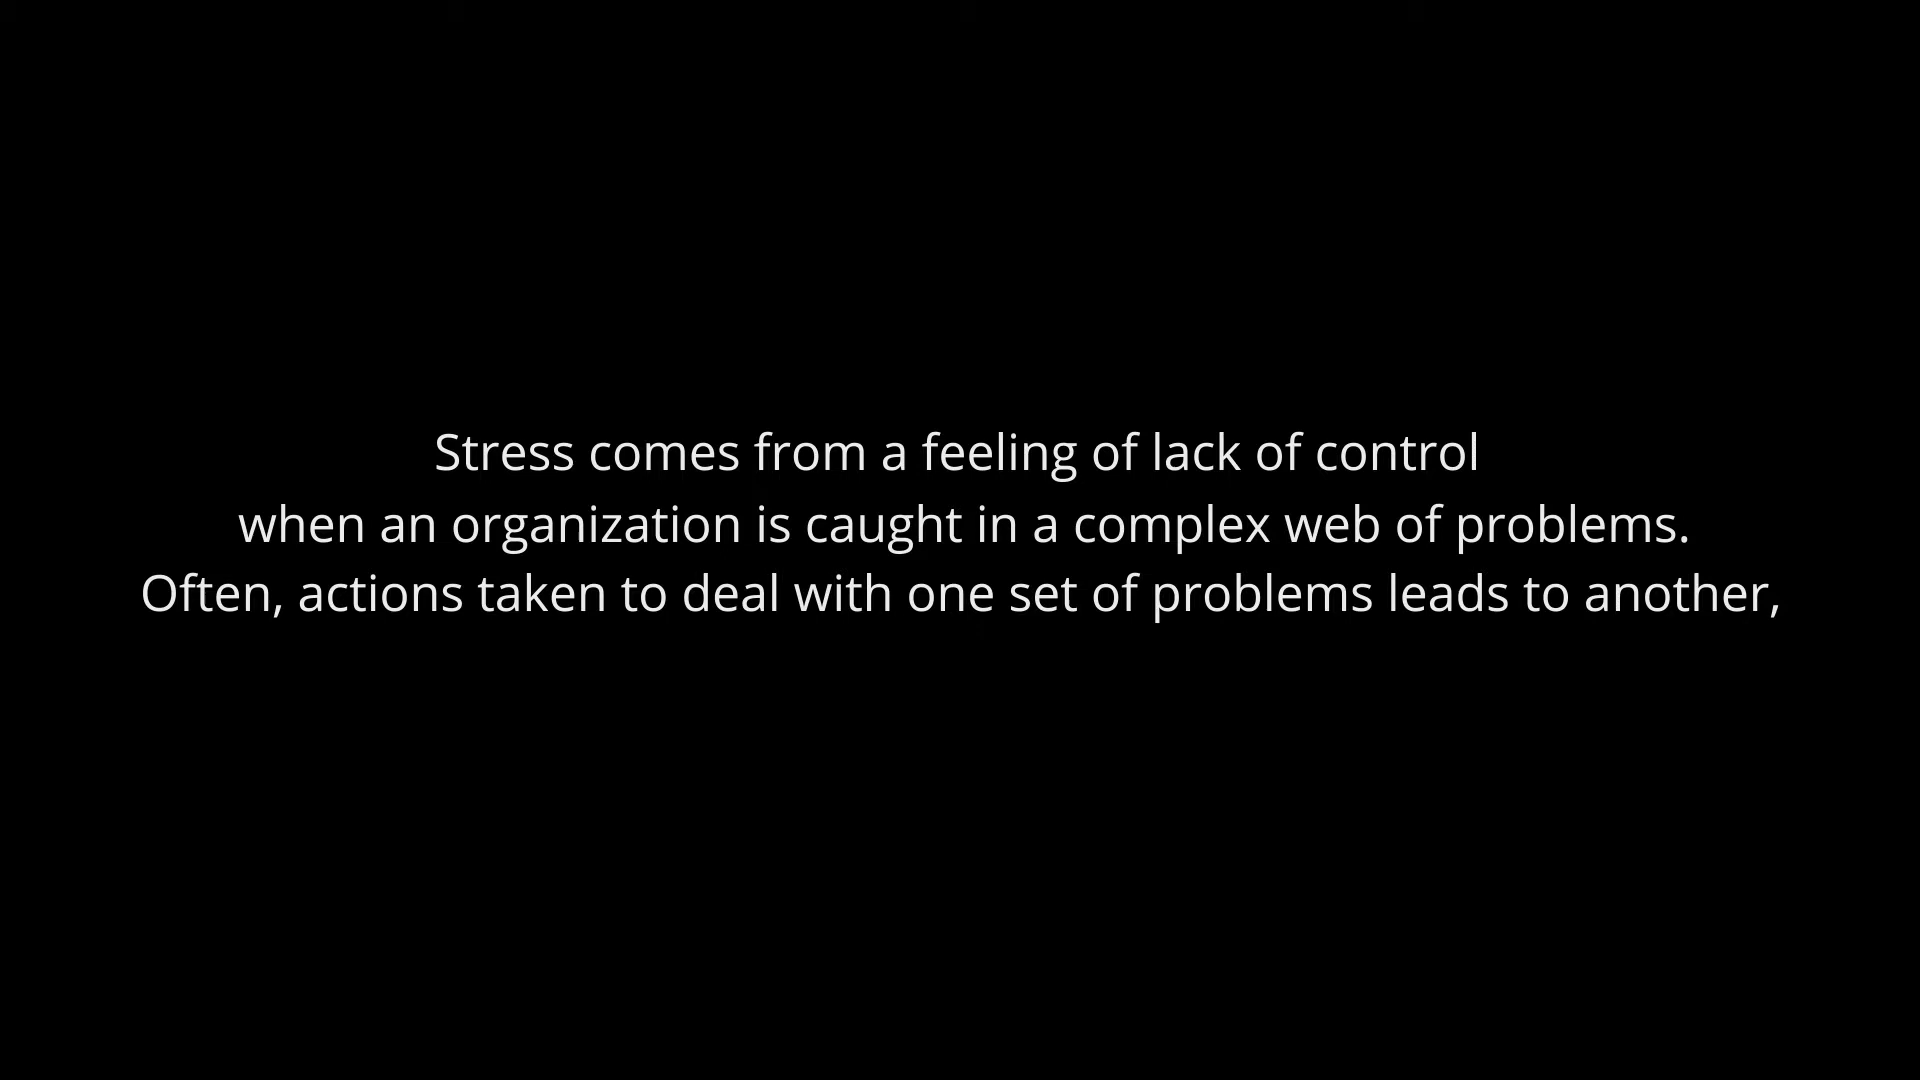 Stress comes from a feeling of lack of control
when an organization is caught in a complex web of problems.
Often, actions taken to deal with one set of problems leads to another,